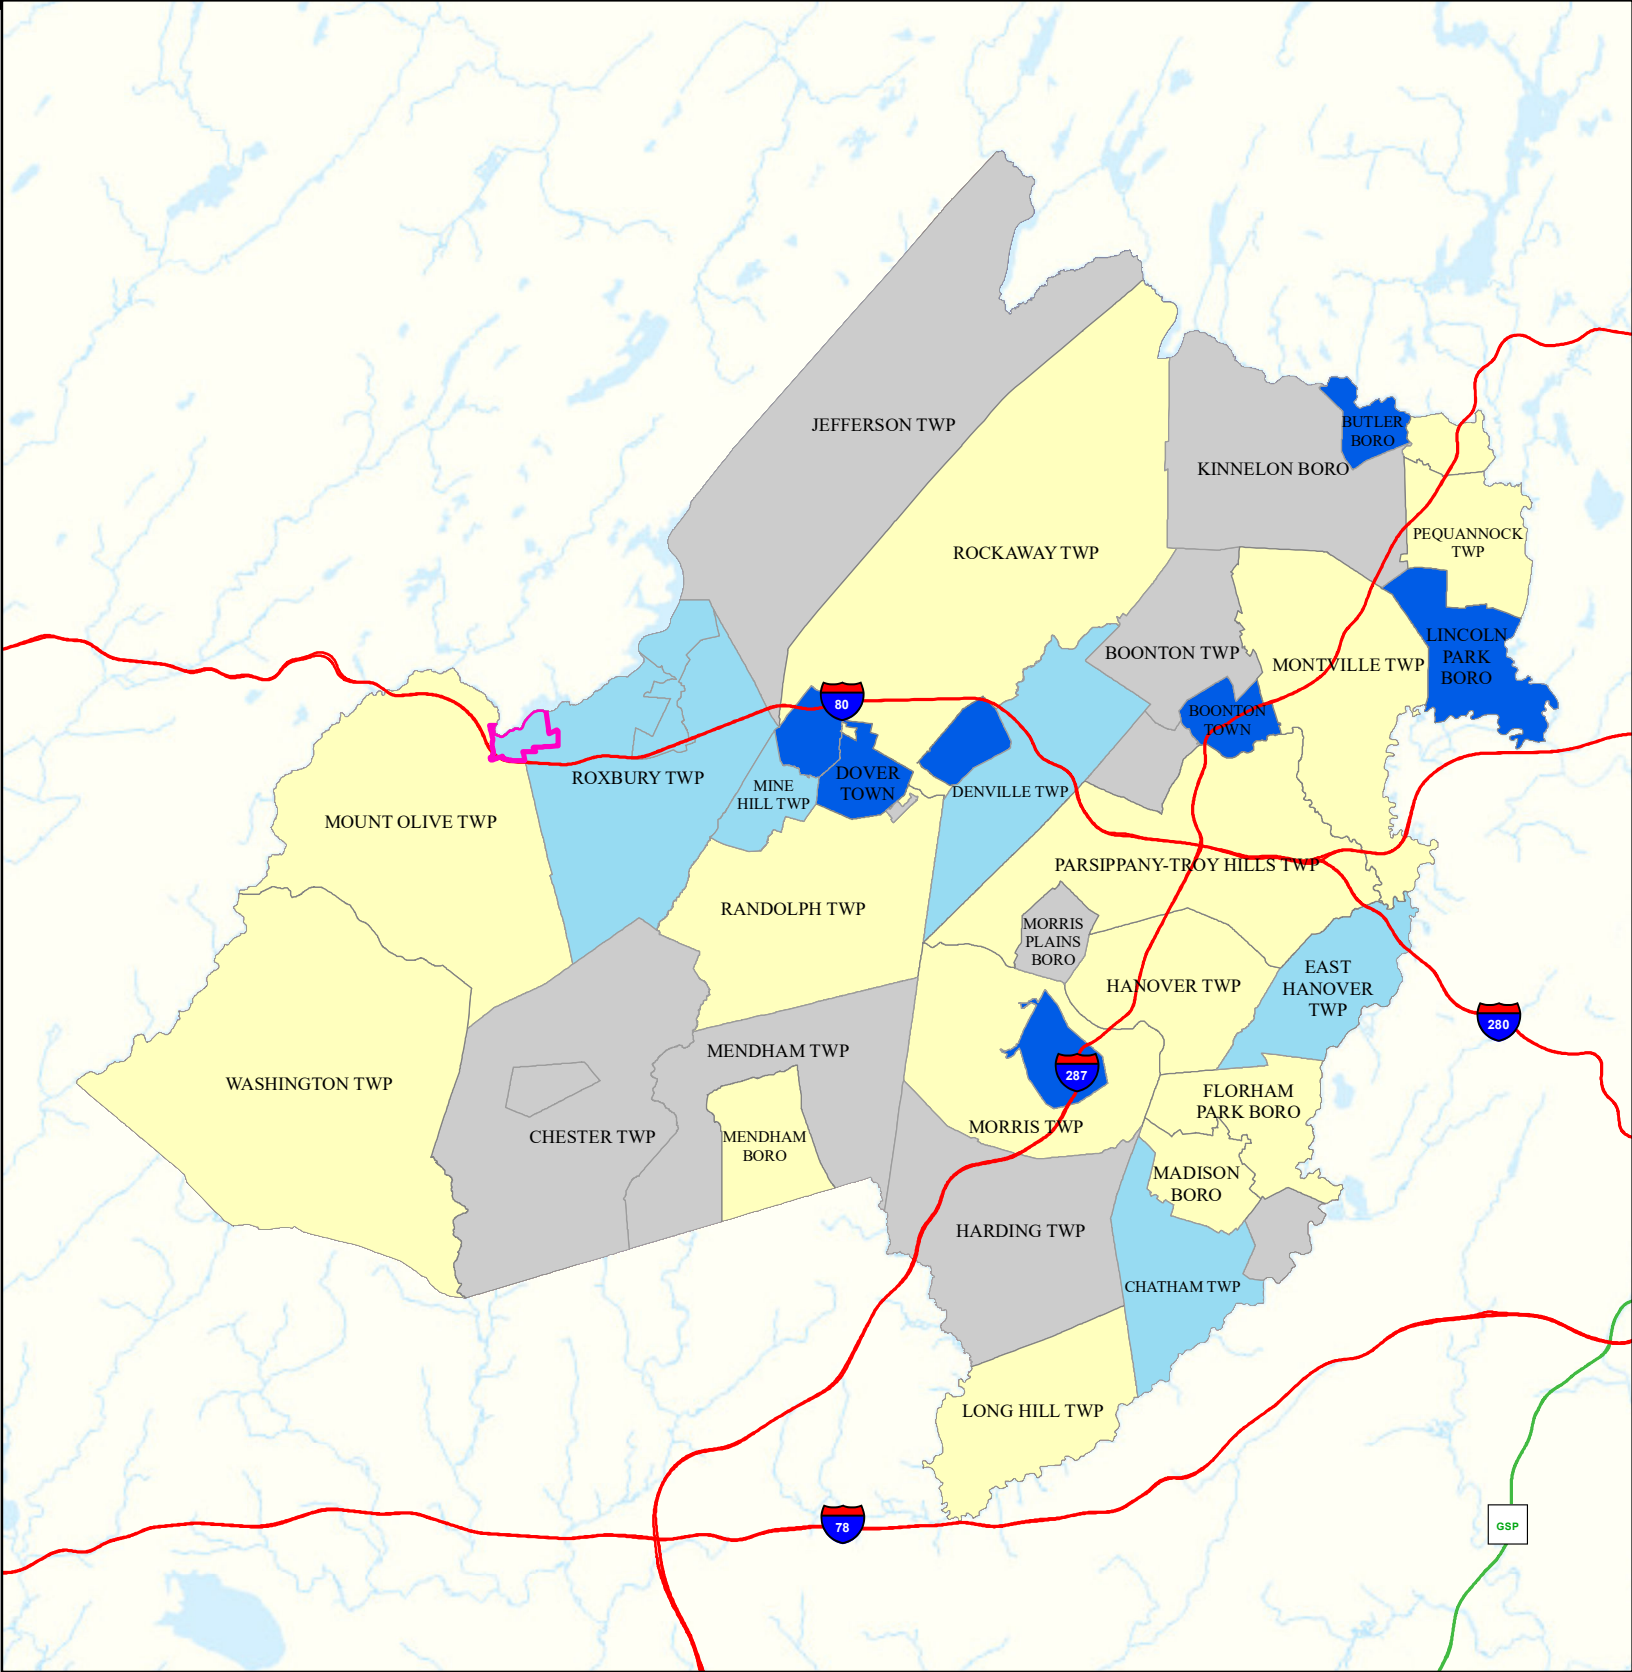 JEFFERSON TWP
BUTLER
BORO
KINNELON BORO
PEQUANNOCK
TWP
ROCKAWAY TWP
LINCOLN
PARK
BORO
BOONTON TWP
MONTVILLE TWP
80
BOONTON
TOWN
ROXBURY TWP
MINE
HILL TWP
DOVER
TOWN
DENVILLE TWP
MOUNT OLIVE TWP
PARSIPPANY-TROY HILLS TWP
RANDOLPH TWP
MORRIS
PLAINS
BORO
HANOVER TWP
EAST
HANOVER
TWP
280
MENDHAM TWP
287
WASHINGTON TWP
FLORHAM
PARK BORO
CHESTER TWP
MENDHAM
BORO
MORRIS TWP
MADISON
BORO
HARDING TWP
CHATHAM TWP
LONG HILL TWP
78
GSP